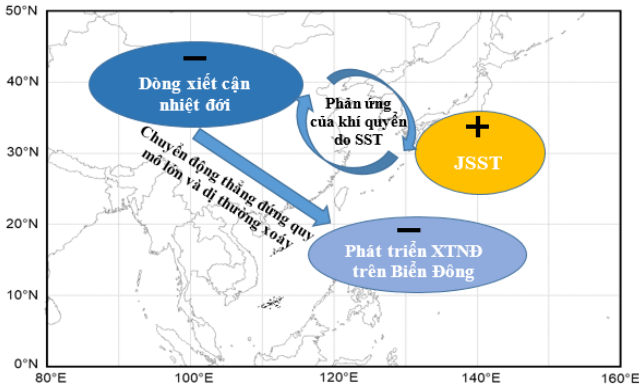 50°N
40°N
30°N
20°N
10°N
0°N
−
Dòng xiết cận
nhiệt đới
Phản ứng
của khí quyển
do SST
+
JSST
Chuyển động thẳng đứng quy
mô lớn và dị thường xoáy
−
Phát triển XTNĐ
trên Biển Đông
80°E
100°E
120°E
140°E
160°E